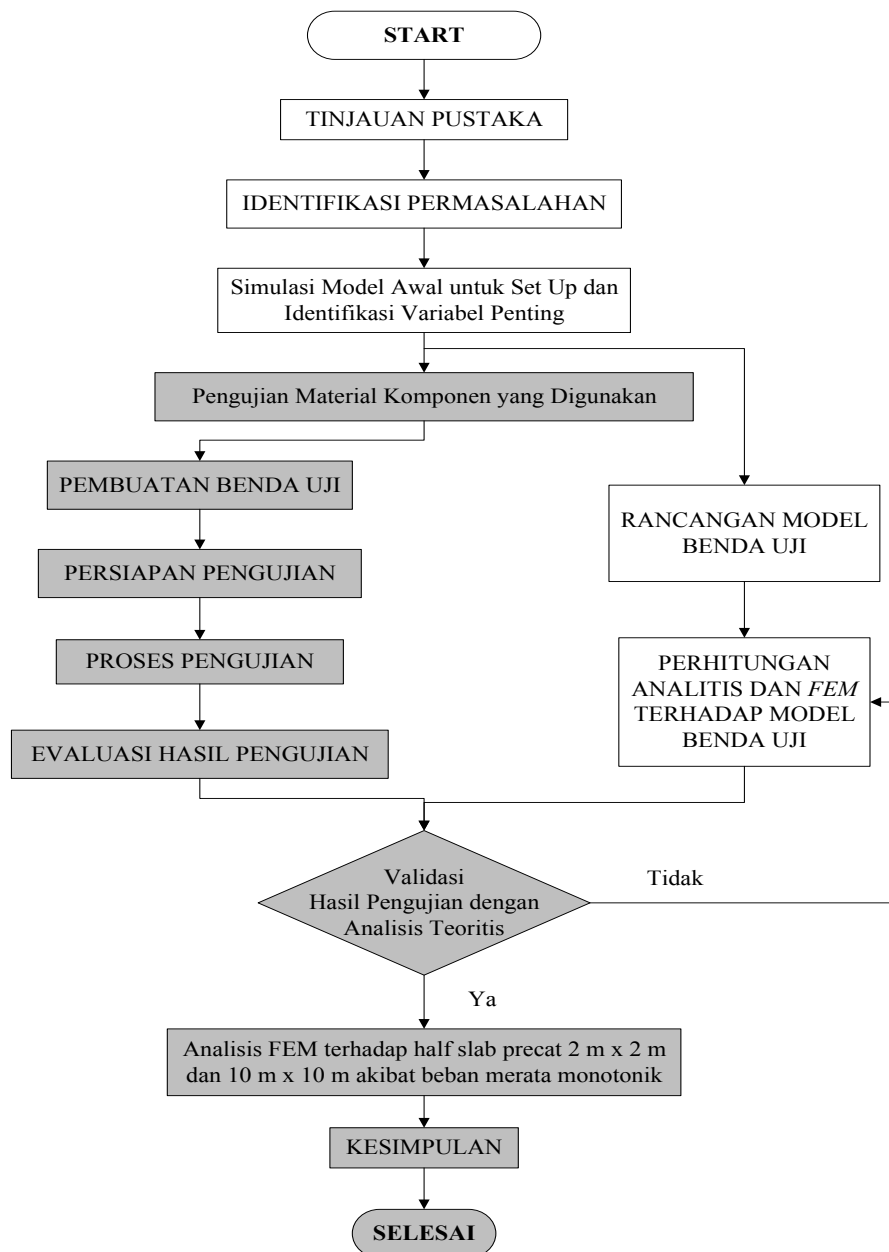 START
TINJAUAN PUSTAKA
IDENTIFIKASI PERMASALAHAN
Simulasi Model Awal untuk Set Up dan
Identifikasi Variabel Penting
Pengujian Material Komponen yang Digunakan
PEMBUATAN BENDA UJI
PERSIAPAN PENGUJIAN
PROSES PENGUJIAN
EVALUASI HASIL PENGUJIAN
RANCANGAN MODEL
BENDA UJI
PERHITUNGAN
ANALITIS DAN FEM
TERHADAP MODEL
BENDA UJI
Validasi
Hasil Pengujian dengan
Analisis Teoritis
Tidak
Ya
Analisis FEM terhadap half slab precat 2 m x 2 m
dan 10 m x 10 m akibat beban merata monotonik
KESIMPULAN
SELESAI